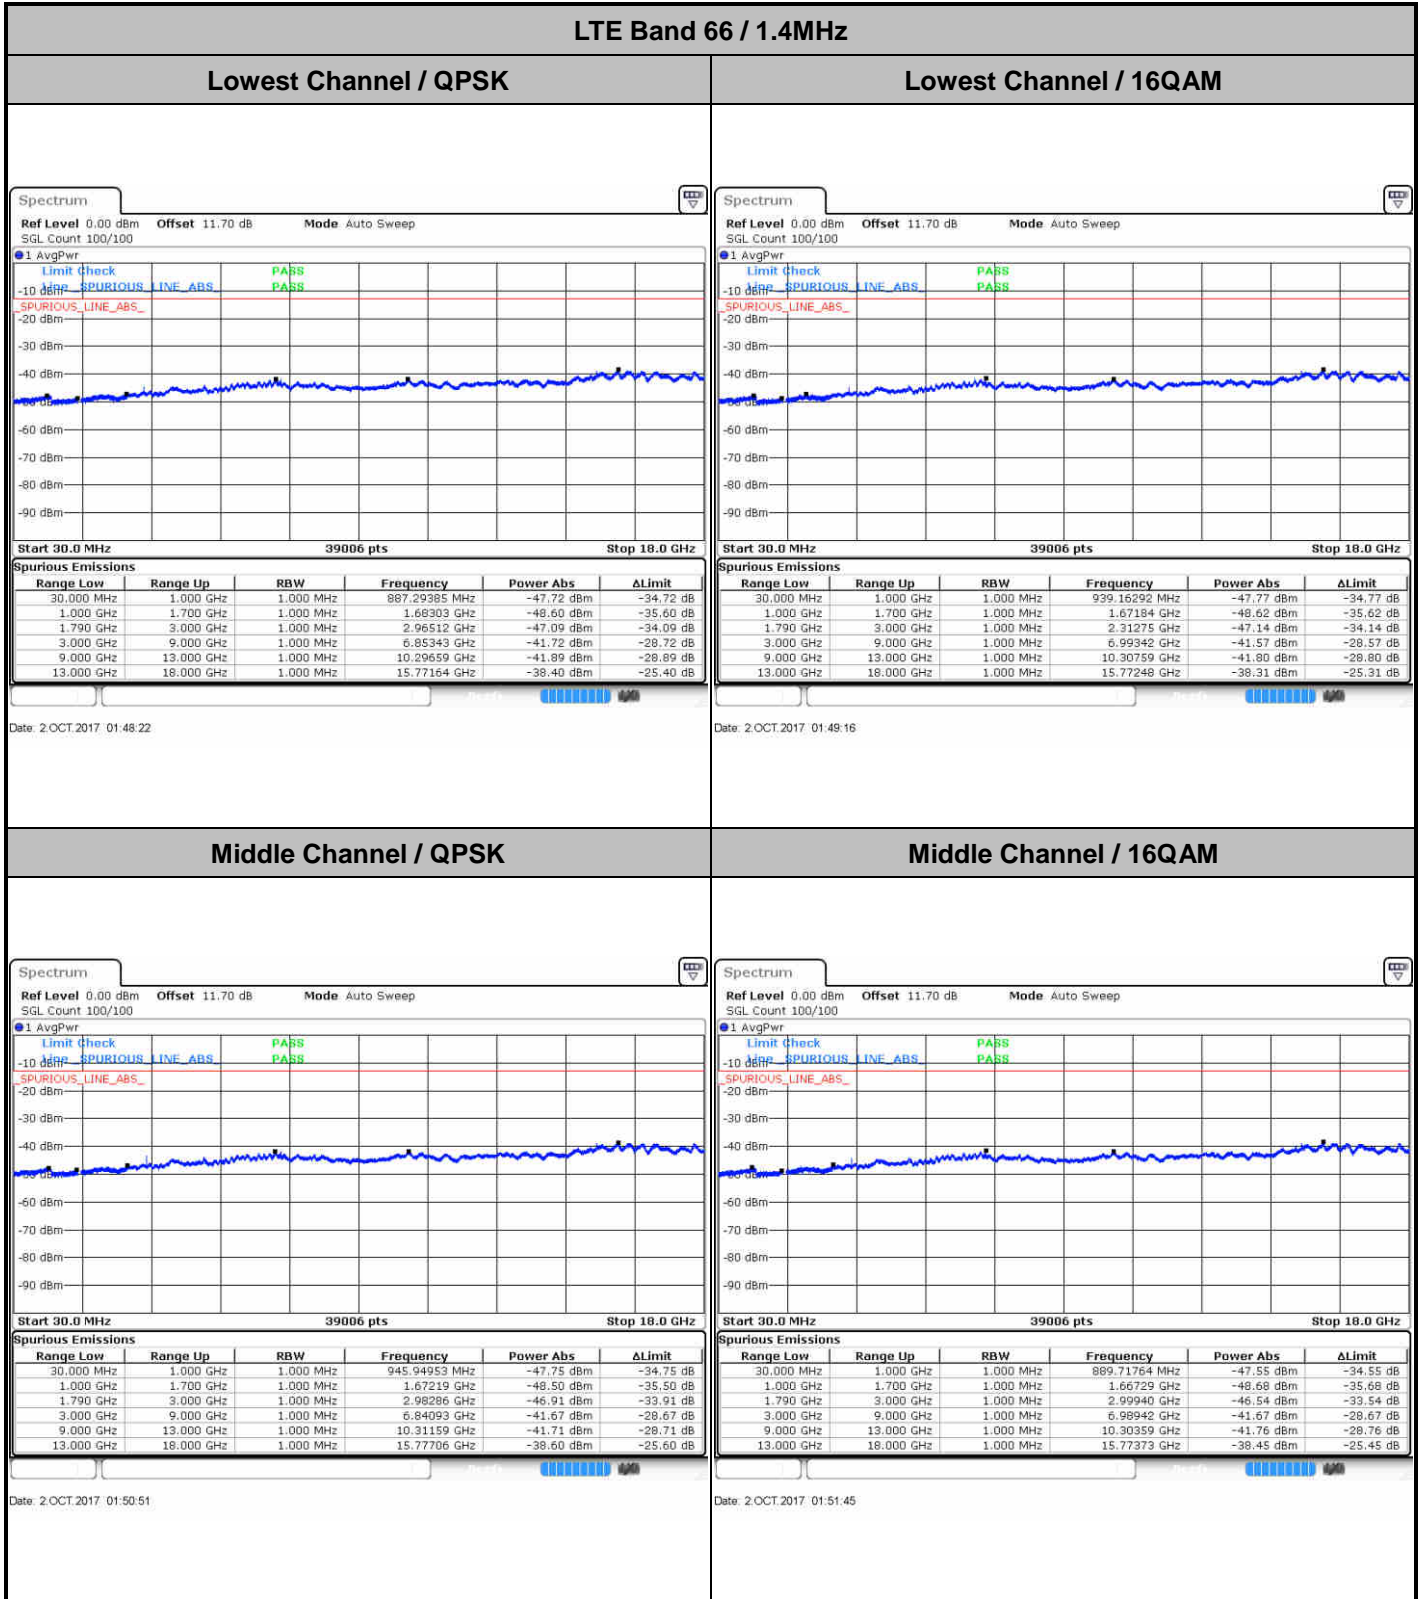 LTE Band 66 / 1.4MHz
Lowest Channel / QPSK
Lowest Channel / 16QAM
Spectrum
Ref Level 0.00 dBm Offset 11.70 dB Mode Auto Sweep
SGL Count 100/100
1 AvgPwr
Limit Check PASS
Line _SPURIOUS_LINE_ABS_ PASS
-10 dBm
_SPURIOUS_LINE_ABS_
-20 dBm
-30 dBm
-40 dBm
-50 dBm
-60 dBm
-70 dBm
-80 dBm
-90 dBm
Start 30.0 MHz 39006 pts Stop 18.0 GHz
Spurious Emissions
Range Low Range Up RBW Frequency Power Abs ΔLimit
30.000 MHz 1.000 GHz 1.000 MHz 887.29385 MHz -47.72 dBm -34.72 dB
1.000 GHz 1.700 GHz 1.000 MHz 1.68303 GHz -48.60 dBm -35.60 dB
1.790 GHz 3.000 GHz 1.000 MHz 2.96512 GHz -47.09 dBm -34.09 dB
3.000 GHz 9.000 GHz 1.000 MHz 6.85343 GHz -41.72 dBm -28.72 dB
9.000 GHz 13.000 GHz 1.000 MHz 10.29659 GHz -41.89 dBm -28.89 dB
13.000 GHz 18.000 GHz 1.000 MHz 15.77164 GHz -38.40 dBm -25.40 dB
Date: 2.OCT.2017 01:48:22
Spectrum
Ref Level 0.00 dBm Offset 11.70 dB Mode Auto Sweep
SGL Count 100/100
1 AvgPwr
Limit Check PASS
Line _SPURIOUS_LINE_ABS_ PASS
-10 dBm
_SPURIOUS_LINE_ABS_
-20 dBm
-30 dBm
-40 dBm
-50 dBm
-60 dBm
-70 dBm
-80 dBm
-90 dBm
Start 30.0 MHz 39006 pts Stop 18.0 GHz
Spurious Emissions
Range Low Range Up RBW Frequency Power Abs ΔLimit
30.000 MHz 1.000 GHz 1.000 MHz 939.16292 MHz -47.77 dBm -34.77 dB
1.000 GHz 1.700 GHz 1.000 MHz 1.67184 GHz -48.62 dBm -35.62 dB
1.790 GHz 3.000 GHz 1.000 MHz 2.31275 GHz -47.14 dBm -34.14 dB
3.000 GHz 9.000 GHz 1.000 MHz 6.99342 GHz -41.57 dBm -28.57 dB
9.000 GHz 13.000 GHz 1.000 MHz 10.30759 GHz -41.80 dBm -28.80 dB
13.000 GHz 18.000 GHz 1.000 MHz 15.77248 GHz -38.31 dBm -25.31 dB
Date: 2.OCT.2017 01:49:16
Middle Channel / QPSK
Middle Channel / 16QAM
Spectrum
Ref Level 0.00 dBm Offset 11.70 dB Mode Auto Sweep
SGL Count 100/100
1 AvgPwr
Limit Check PASS
Line _SPURIOUS_LINE_ABS_ PASS
-10 dBm
_SPURIOUS_LINE_ABS_
-20 dBm
-30 dBm
-40 dBm
-50 dBm
-60 dBm
-70 dBm
-80 dBm
-90 dBm
Start 30.0 MHz 39006 pts Stop 18.0 GHz
Spurious Emissions
Range Low Range Up RBW Frequency Power Abs ΔLimit
30.000 MHz 1.000 GHz 1.000 MHz 945.94953 MHz -47.75 dBm -34.75 dB
1.000 GHz 1.700 GHz 1.000 MHz 1.67219 GHz -48.50 dBm -35.50 dB
1.790 GHz 3.000 GHz 1.000 MHz 2.98286 GHz -46.91 dBm -33.91 dB
3.000 GHz 9.000 GHz 1.000 MHz 6.84093 GHz -41.67 dBm -28.67 dB
9.000 GHz 13.000 GHz 1.000 MHz 10.31159 GHz -41.71 dBm -28.71 dB
13.000 GHz 18.000 GHz 1.000 MHz 15.77706 GHz -38.60 dBm -25.60 dB
Date: 2.OCT.2017 01:50:51
Spectrum
Ref Level 0.00 dBm Offset 11.70 dB Mode Auto Sweep
SGL Count 100/100
1 AvgPwr
Limit Check PASS
Line _SPURIOUS_LINE_ABS_ PASS
-10 dBm
_SPURIOUS_LINE_ABS_
-20 dBm
-30 dBm
-40 dBm
-50 dBm
-60 dBm
-70 dBm
-80 dBm
-90 dBm
Start 30.0 MHz 39006 pts Stop 18.0 GHz
Spurious Emissions
Range Low Range Up RBW Frequency Power Abs ΔLimit
30.000 MHz 1.000 GHz 1.000 MHz 889.71764 MHz -47.55 dBm -34.55 dB
1.000 GHz 1.700 GHz 1.000 MHz 1.66729 GHz -48.68 dBm -35.68 dB
1.790 GHz 3.000 GHz 1.000 MHz 2.99940 GHz -46.54 dBm -33.54 dB
3.000 GHz 9.000 GHz 1.000 MHz 6.98942 GHz -41.67 dBm -28.67 dB
9.000 GHz 13.000 GHz 1.000 MHz 10.30359 GHz -41.76 dBm -28.76 dB
13.000 GHz 18.000 GHz 1.000 MHz 15.77373 GHz -38.45 dBm -25.45 dB
Date: 2.OCT.2017 01:51:45